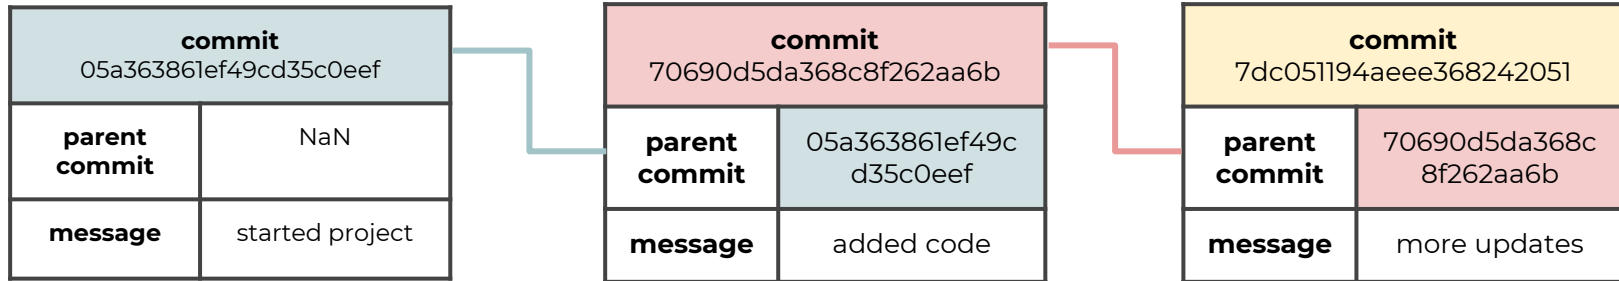 commit
05a363861ef49cd35c0eef
parent
commit
NaN
message
started project
commit
70690d5da368c8f262aa6b
parent
commit
05a363861ef49c
d35c0eef
message
added code
commit
7dc051194aeee368242051
parent
commit
70690d5da368c
8f262aa6b
message
more updates